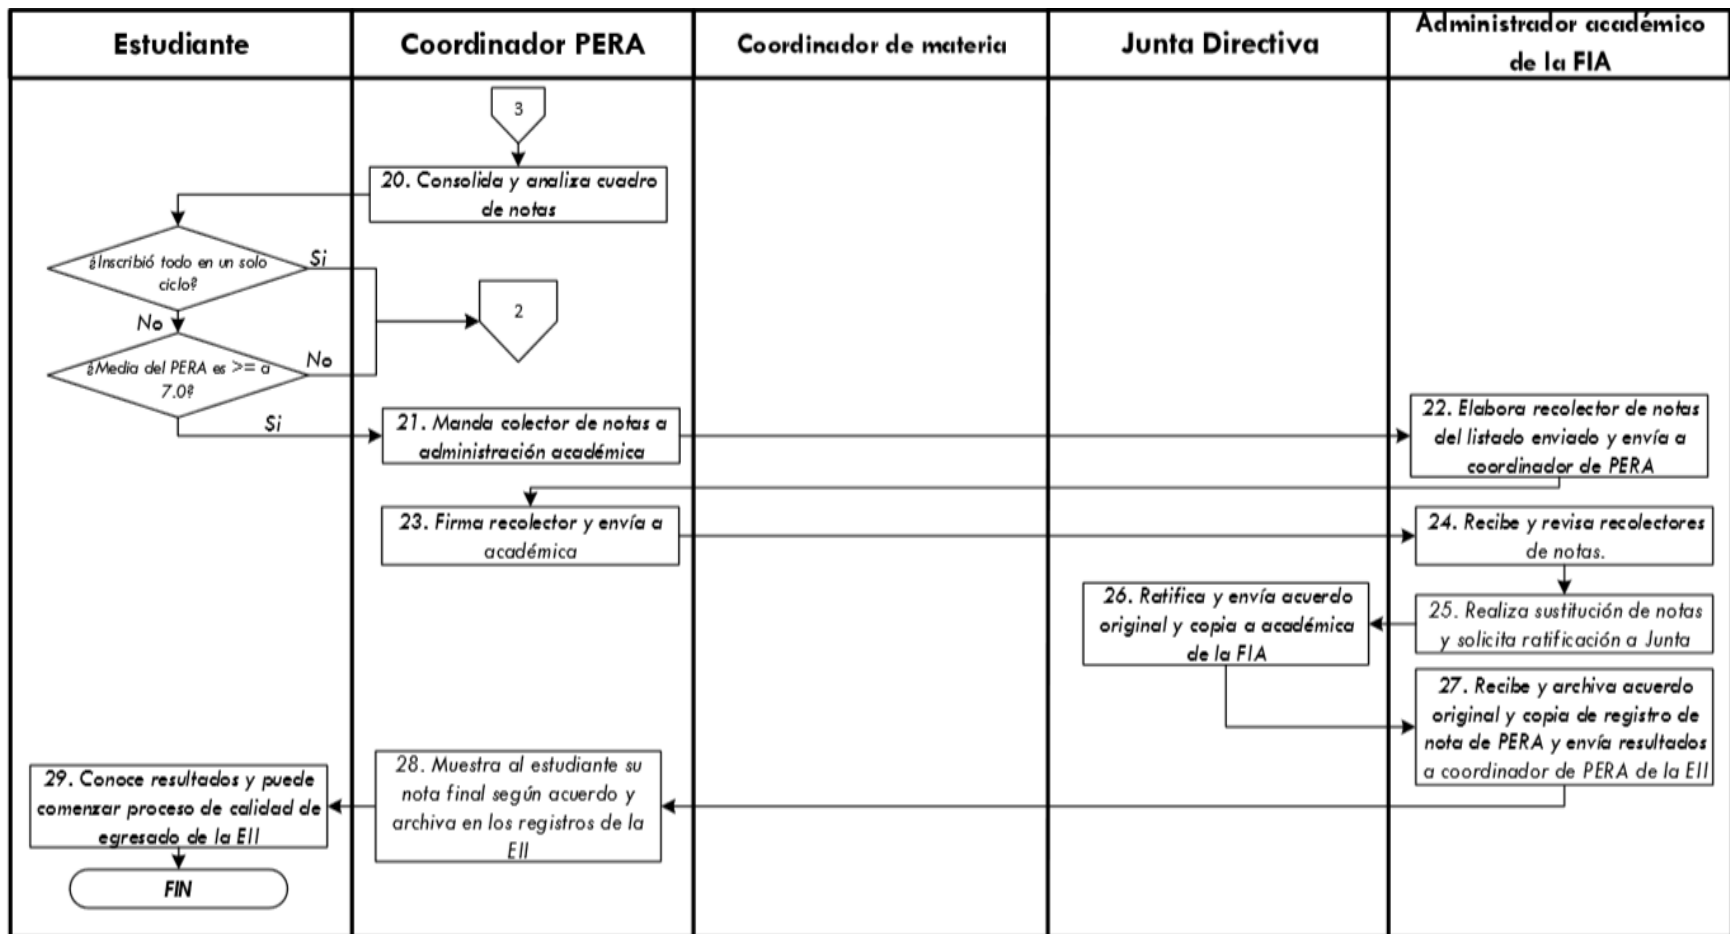 Estudiante
Coordinador PERA
Coordinador de materia
Junta Directiva
Administrador académico
de la FIA
3
20. Consolida y analiza cuadro
de notas
¿Inscribió todo en un solo
ciclo?
Si
2
No
¿Media del PERA es >= a
7.0?
No
Si
21. Manda colector de notas a
administración académica
22. Elabora recolector de notas
del listado enviado y envía a
coordinador de PERA
23. Firma recolector y envía a
académica
24. Recibe y revisa recolectores
de notas.
25. Realiza sustitución de notas
y solicita ratificación a Junta
26. Ratifica y envía acuerdo
original y copia a académica
de la FIA
27. Recibe y archiva acuerdo
original y copia de registro de
nota de PERA y envía resultados
a coordinador de PERA de la EII
28. Muestra al estudiante su
nota final según acuerdo y
archiva en los registros de la
EII
29. Conoce resultados y puede
comenzar proceso de calidad de
egresado de la EII
FIN